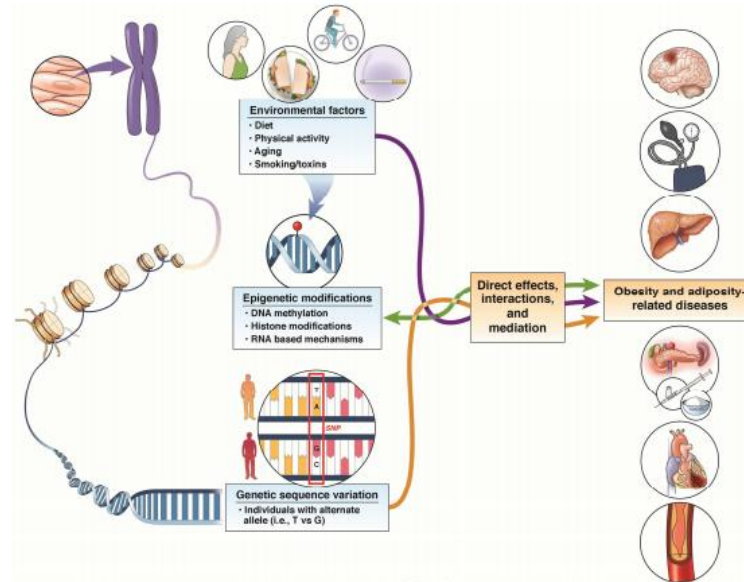 Environmental factors
• Diet
• Physical activity
• Aging
• Smoking/toxins
Epigenetic modifications
• DNA methylation
• Histone modifications
• RNA based mechanisms
T
A
SNP
G
C
Genetic sequence variation
• Individuals with alternate
allele (i.e., T vs G)
Direct effects,
interactions,
and
mediation
Obesity and adiposity-
related diseases